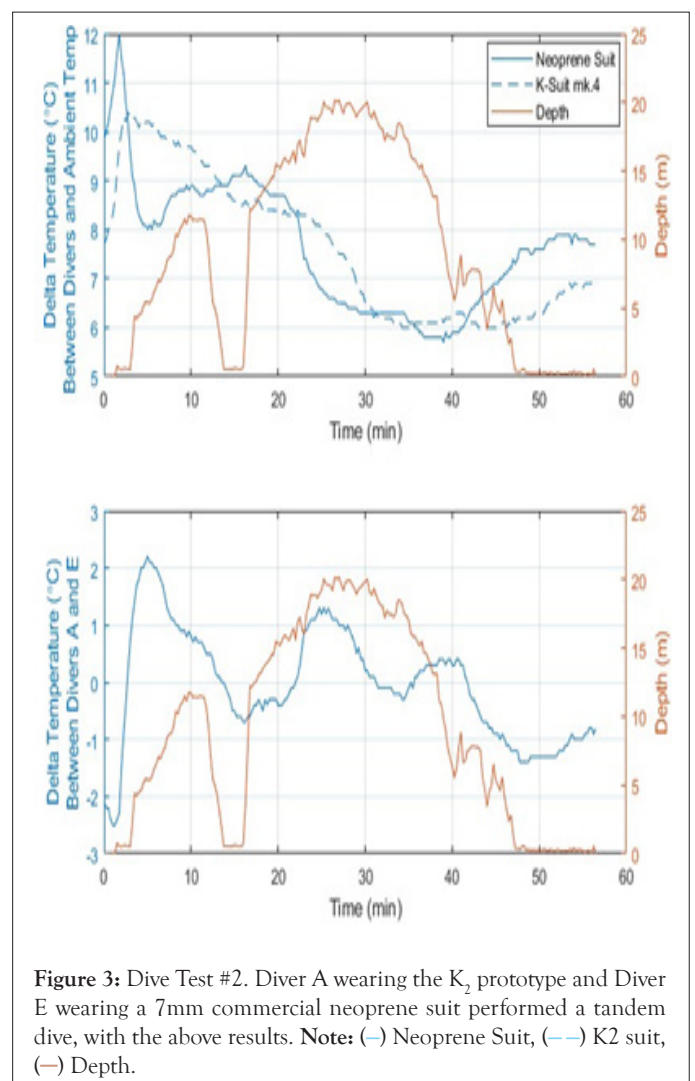 Delta Temperature (°C)
Between Divers and Ambient Temp
12
11
10
9
8
7
6
5
25
20
15
10
5
0
Depth (m)
Neoprene Suit
K-Suit mk.4
Depth
0 10 20 30 40 50 60
Time (min)
Delta Temperature (°C)
Between Divers A and E
3
2
1
0
-1
-2
-3
25
20
15
10
5
0
Depth (m)
0 10 20 30 40 50 60
Time (min)
Figure 3: Dive Test #2. Diver A wearing the K₂ prototype and Diver
E wearing a 7mm commercial neoprene suit performed a tandem
dive, with the above results. Note: (—) Neoprene Suit, (– –) K2 suit,
(—) Depth.